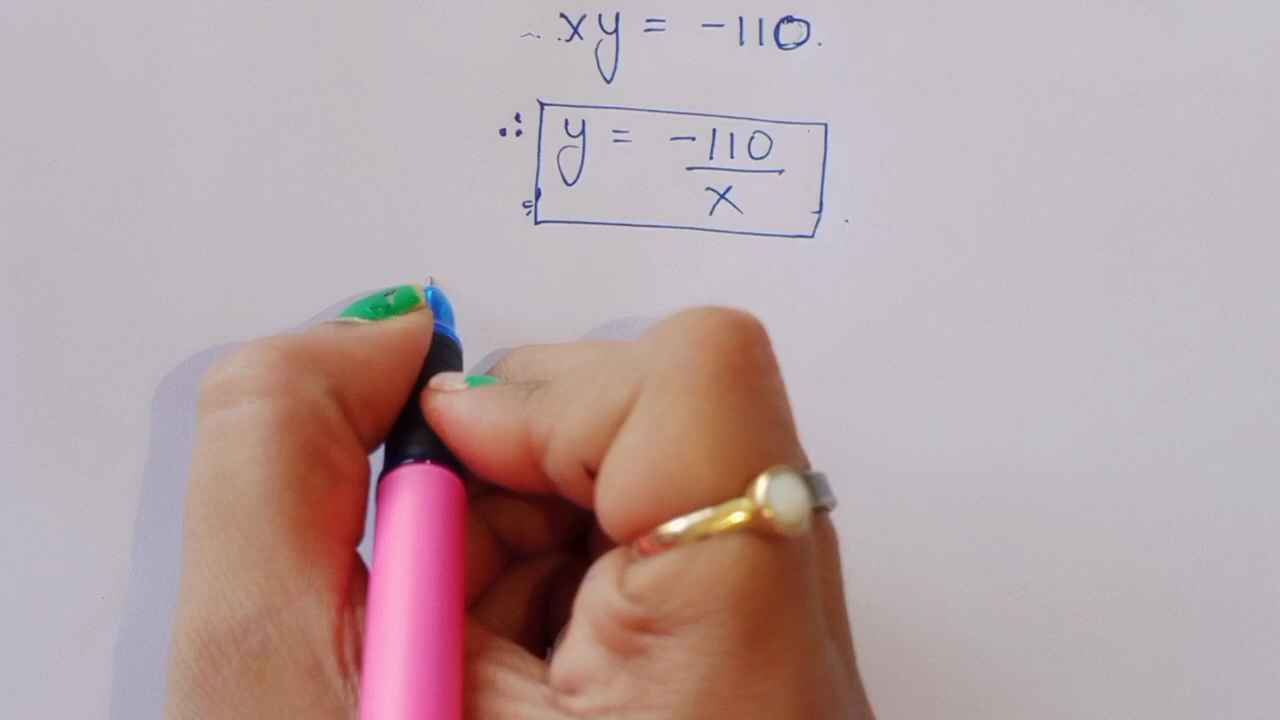 xy = -110.
∴ y = -110/x